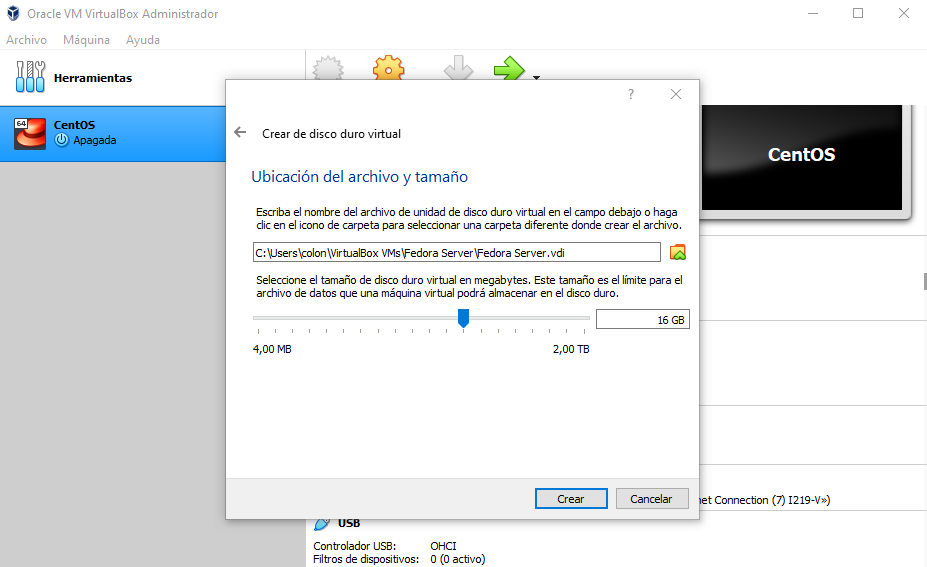 Oracle VM VirtualBox Administrador
Archivo Máquina Ayuda
Herramientas
64
CentOS
Apagada
?
Crear de disco duro virtual
CentOS
Ubicación del archivo y tamaño
Escriba el nombre del archivo de unidad de disco duro virtual en el campo debajo o haga
clic en el icono de carpeta para seleccionar una carpeta diferente donde crear el archivo.
C:\Users\colon\VirtualBox VMs\Fedora Server\Fedora Server.vdi
Seleccione el tamaño de disco duro virtual en megabytes. Este tamaño es el límite para el
archivo de datos que una máquina virtual podrá almacenar en el disco duro.
16 GB
4,00 MB 2,00 TB
Crear Cancelar
net Connection (7) I219-V»)
USB
Controlador USB: OHCI
Filtros de dispositivos: 0 (0 activo)